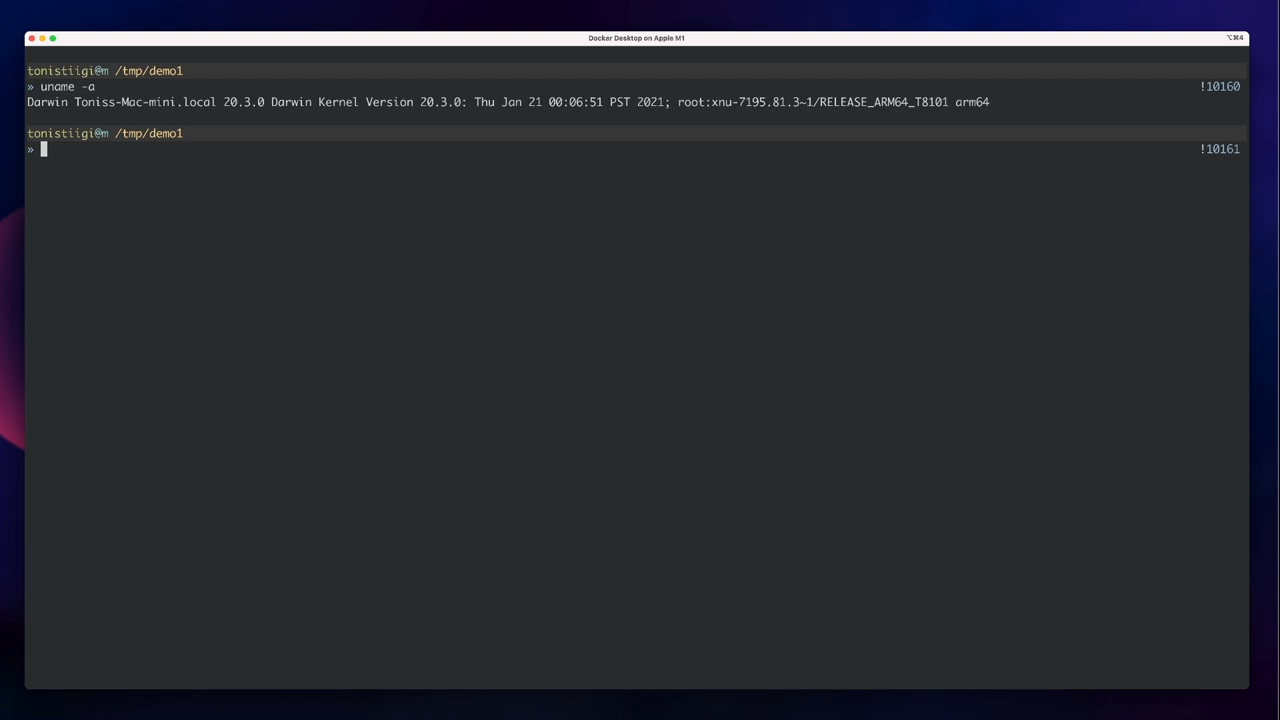 Docker Desktop on Apple M1 ⌥⌘4
tonistiigi@m /tmp/demo1
» uname -a !10160
Darwin Toniss-Mac-mini.local 20.3.0 Darwin Kernel Version 20.3.0: Thu Jan 21 00:06:51 PST 2021; root:xnu-7195.81.3~1/RELEASE_ARM64_T8101 arm64
tonistiigi@m /tmp/demo1
» !10161